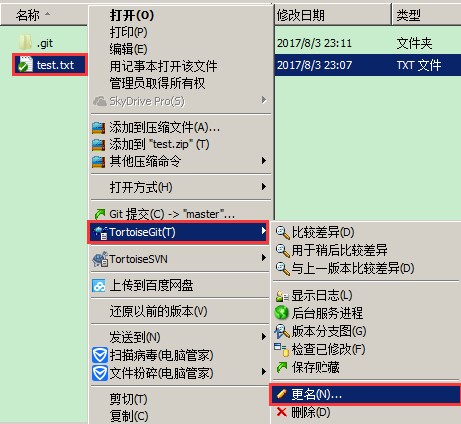 名称
修改日期
类型
.git
2017/8/3 23:11
文件夹
test.txt
2017/8/3 23:07
TXT 文件
打开(O)
打印(P)
编辑(E)
用记事本打开该文件
管理员取得所有权
SkyDrive Pro(S)
添加到压缩文件(A)...
添加到 "test.zip" (T)
其他压缩命令
打开方式(H)
Git 提交(C) -> "master"...
TortoiseGit(T)
TortoiseSVN
上传到百度网盘
还原以前的版本(V)
发送到(N)
扫描病毒(电脑管家)
文件粉碎(电脑管家)
剪切(T)
复制(C)
比较差异(D)
用于稍后比较差异
与上一版本比较差异(D)
显示日志(L)
后台服务进程
版本分支图(G)
检查已修改(F)
保存贮藏
更名(N)...
删除(D)